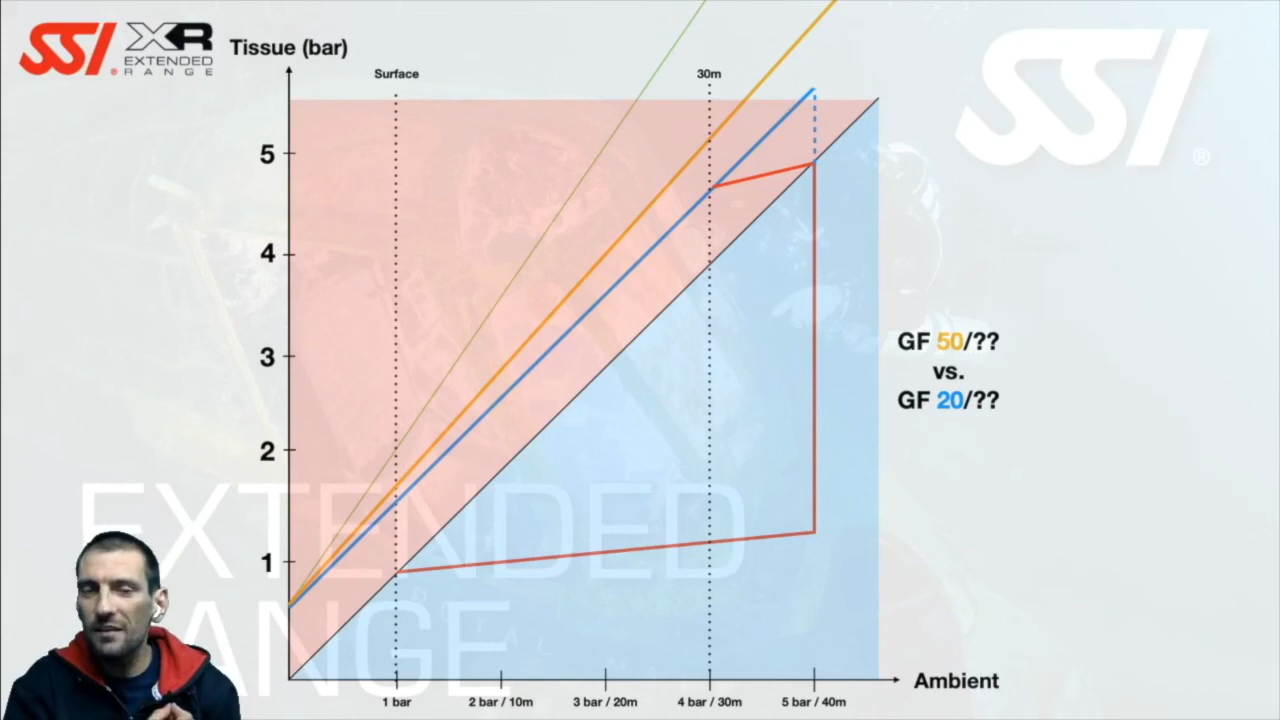 SSI XR
EXTENDED
RANGE
Tissue (bar)
Surface
30m
SSI
5
4
3
2
1
GF 50/??
vs.
GF 20/??
EXTENDED
RANGE
Ambient
1 bar
2 bar / 10m
3 bar / 20m
4 bar / 30m
5 bar / 40m